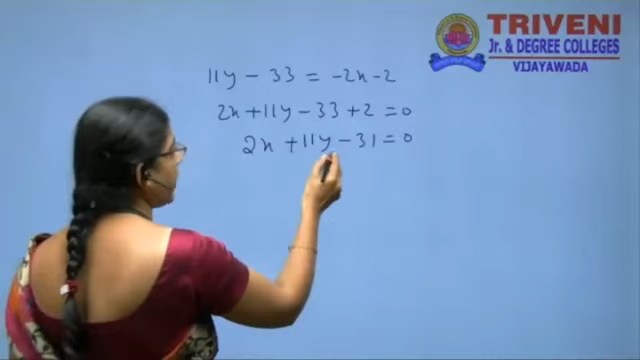 TRIVENI
Jr. & DEGREE COLLEGES
VIJAYAWADA
11y - 33 = -2x - 2
2x + 11y - 33 + 2 = 0
2x + 11y - 31 = 0